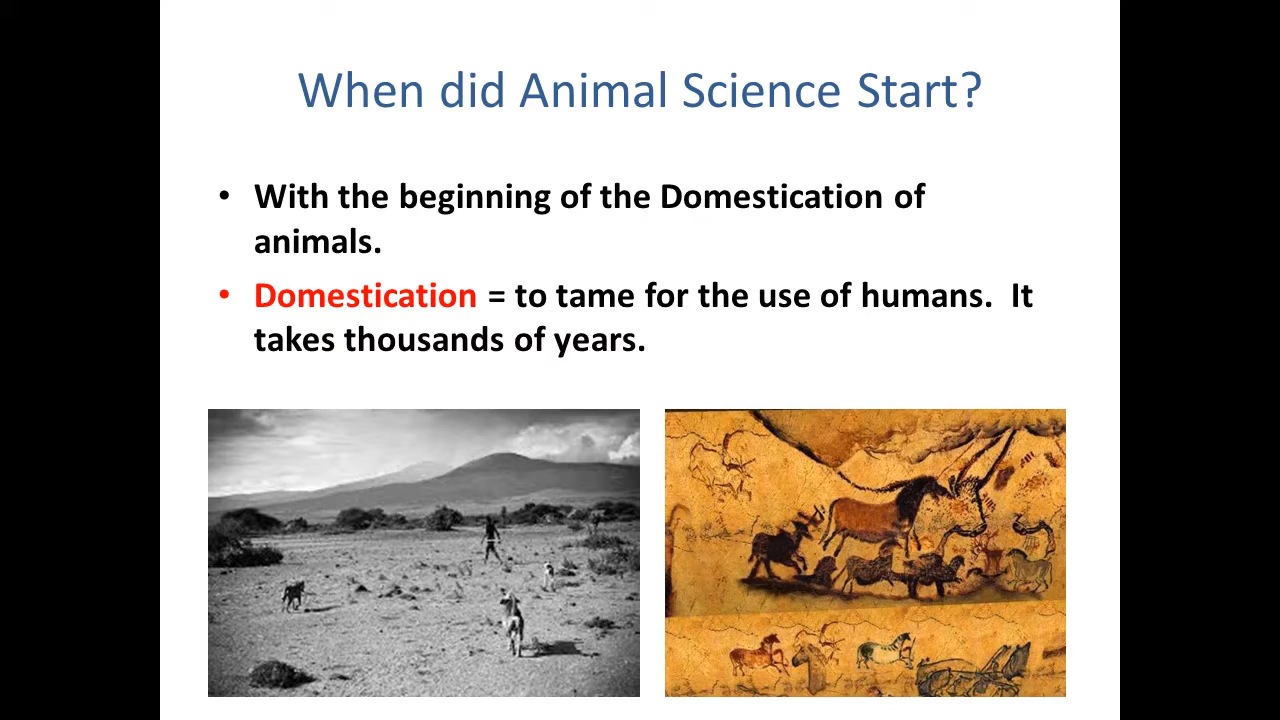 When did Animal Science Start?
• With the beginning of the Domestication of
animals.
• Domestication = to tame for the use of humans.  It
takes thousands of years.